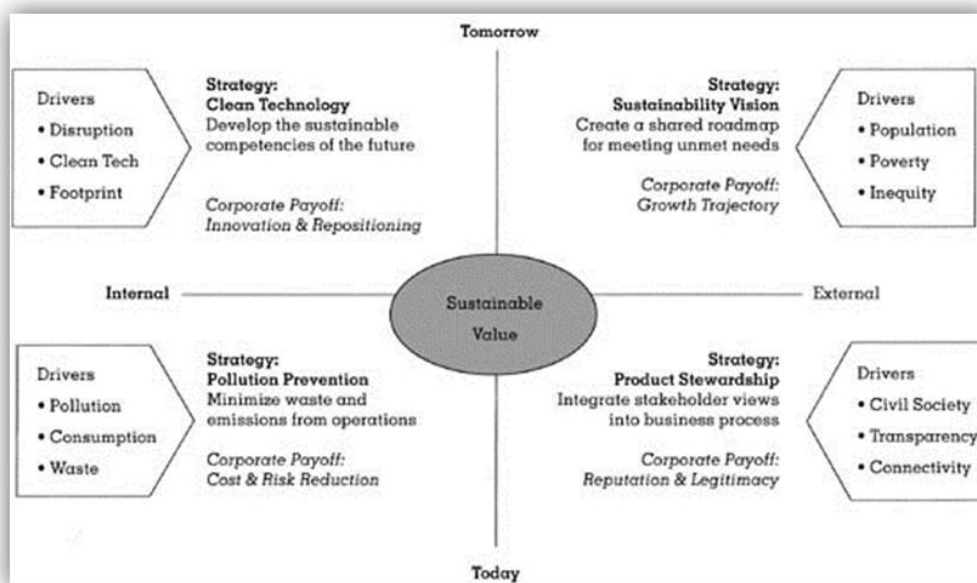 Tomorrow
Drivers
• Disruption
• Clean Tech
• Footprint
Strategy:
Clean Technology
Develop the sustainable
competencies of the future
Corporate Payoff:
Innovation & Repositioning
Strategy:
Sustainability Vision
Create a shared roadmap
for meeting unmet needs
Corporate Payoff:
Growth Trajectory
Drivers
• Population
• Poverty
• Inequity
Internal
Sustainable
Value
External
Drivers
• Pollution
• Consumption
• Waste
Strategy:
Pollution Prevention
Minimize waste and
emissions from operations
Corporate Payoff:
Cost & Risk Reduction
Strategy:
Product Stewardship
Integrate stakeholder views
into business process
Corporate Payoff:
Reputation & Legitimacy
Drivers
• Civil Society
• Transparency
• Connectivity
Today